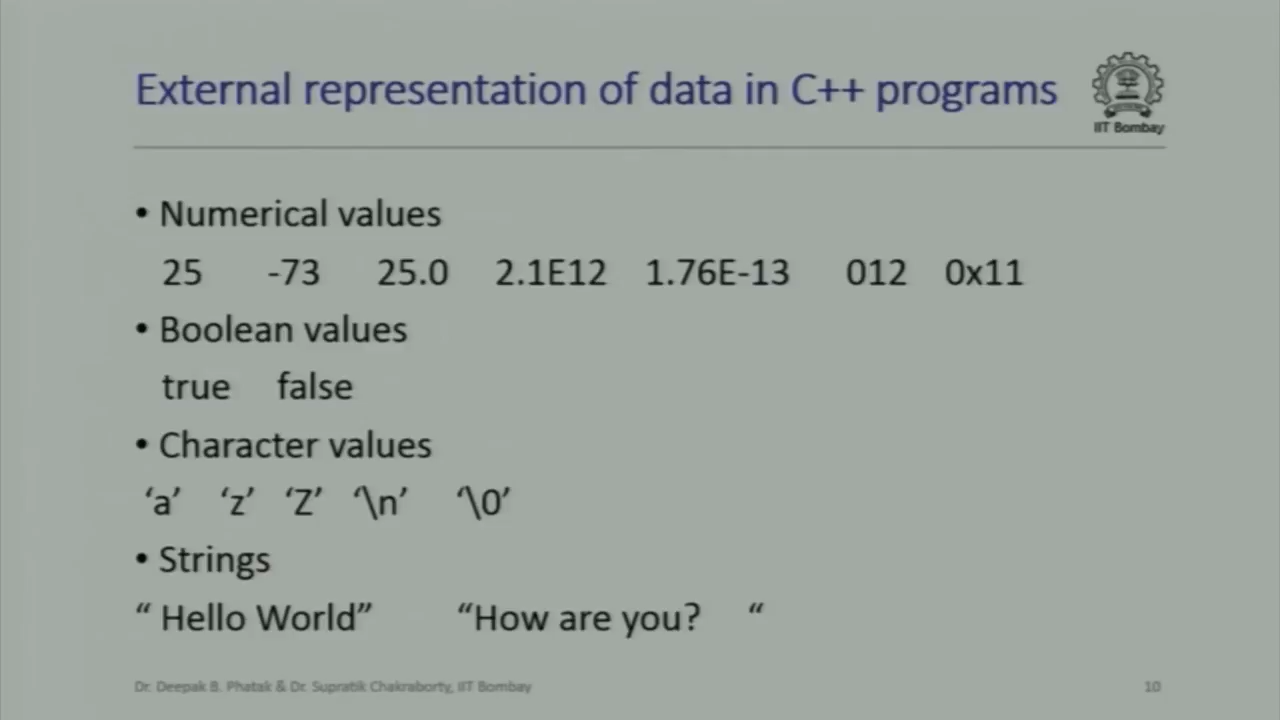 External representation of data in C++ programs
IIT Bombay
• Numerical values
25 -73 25.0 2.1E12 1.76E-13 012 0x11
• Boolean values
true false
• Character values
‘a’ ‘z’ ‘Z’ ‘\n’ ‘\0’
• Strings
“ Hello World” “How are you? “
Dr. Deepak B. Phatak & Dr. Supratik Chakraborty, IIT Bombay
10